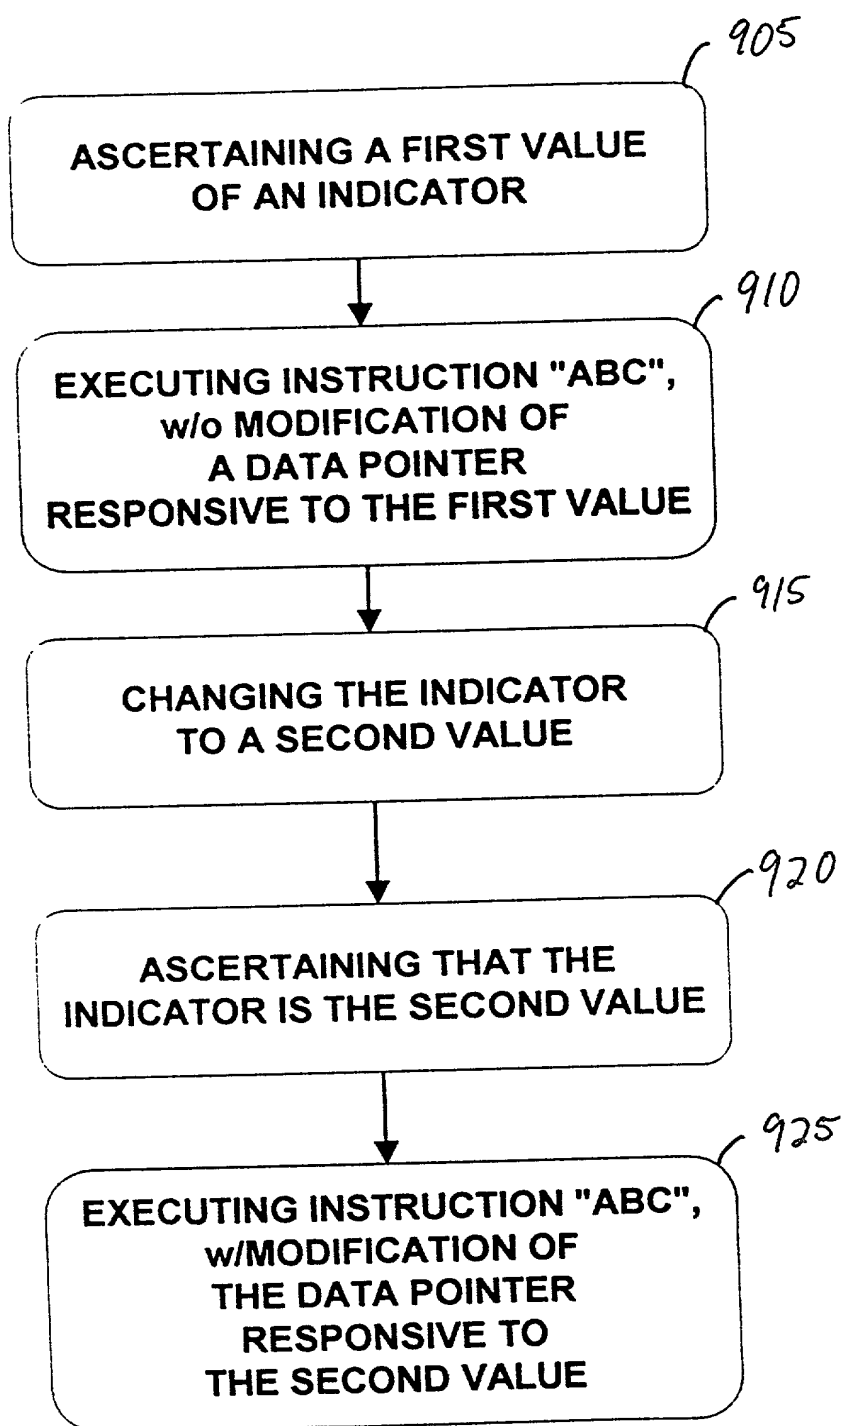 905
ASCERTAINING A FIRST VALUE
OF AN INDICATOR
910
EXECUTING INSTRUCTION "ABC",
w/o MODIFICATION OF
A DATA POINTER
RESPONSIVE TO THE FIRST VALUE
915
CHANGING THE INDICATOR
TO A SECOND VALUE
920
ASCERTAINING THAT THE
INDICATOR IS THE SECOND VALUE
925
EXECUTING INSTRUCTION "ABC",
w/MODIFICATION OF
THE DATA POINTER
RESPONSIVE TO
THE SECOND VALUE